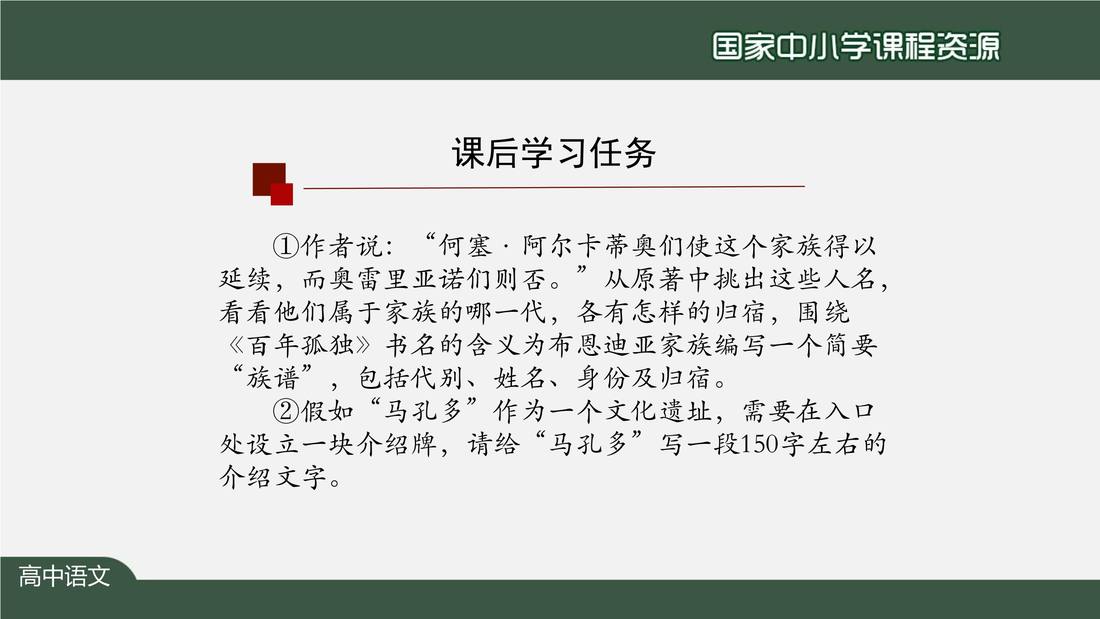 国家中小学课程资源
课后学习任务
①作者说：“何塞·阿尔卡蒂奥们使这个家族得以
延续，而奥雷里亚诺们则否。”从原著中挑出这些人名，
看看他们属于家族的哪一代，各有怎样的归宿，围绕
《百年孤独》书名的含义为布恩迪亚家族编写一个简要
“族谱”，包括代别、姓名、身份及归宿。
②假如“马孔多”作为一个文化遗址，需要在入口
处设立一块介绍牌，请给“马孔多”写一段150字左右的
介绍文字。
高中语文